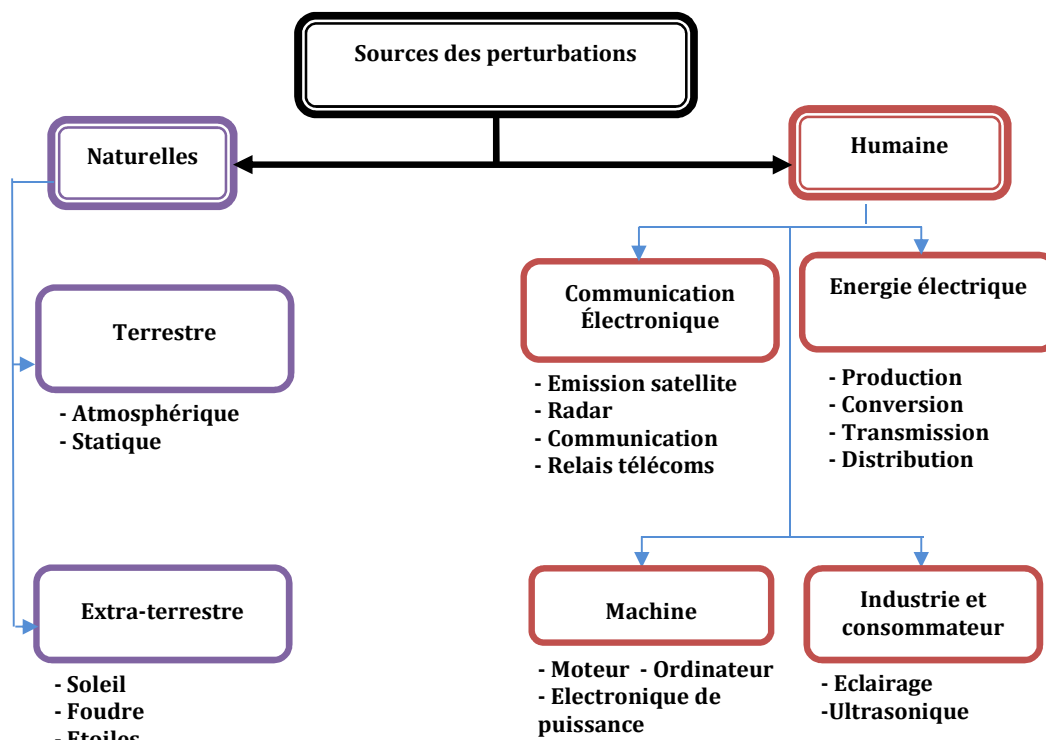 Sources des perturbations
Naturelles
Humaine
Terrestre
- Atmosphérique
- Statique
Extra-terrestre
- Soleil
- Foudre
- Etoiles
Communication
Électronique
- Emission satellite
- Radar
- Communication
- Relais télécoms
Energie électrique
- Production
- Conversion
- Transmission
- Distribution
Machine
- Moteur - Ordinateur
- Electronique de
puissance
Industrie et
consommateur
- Eclairage
-Ultrasonique